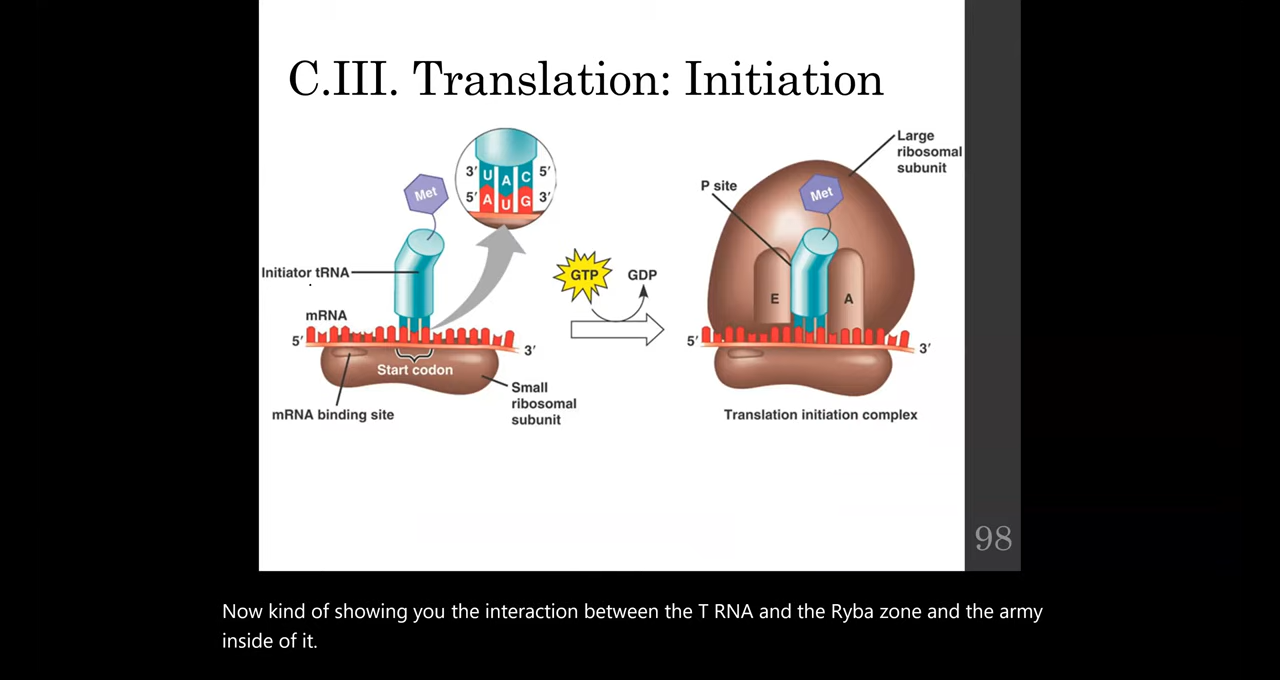 C.III. Translation: Initiation
Large
ribosomal
subunit
P site
Met
3′ U A C 5′
5′ A U G 3′
Met
Initiator tRNA
GTP
GDP
E
A
mRNA
5′
3′
Start codon
mRNA binding site
Small
ribosomal
subunit
5′
3′
Translation initiation complex
98
Now kind of showing you the interaction between the T RNA and the Ryba zone and the army
inside of it.